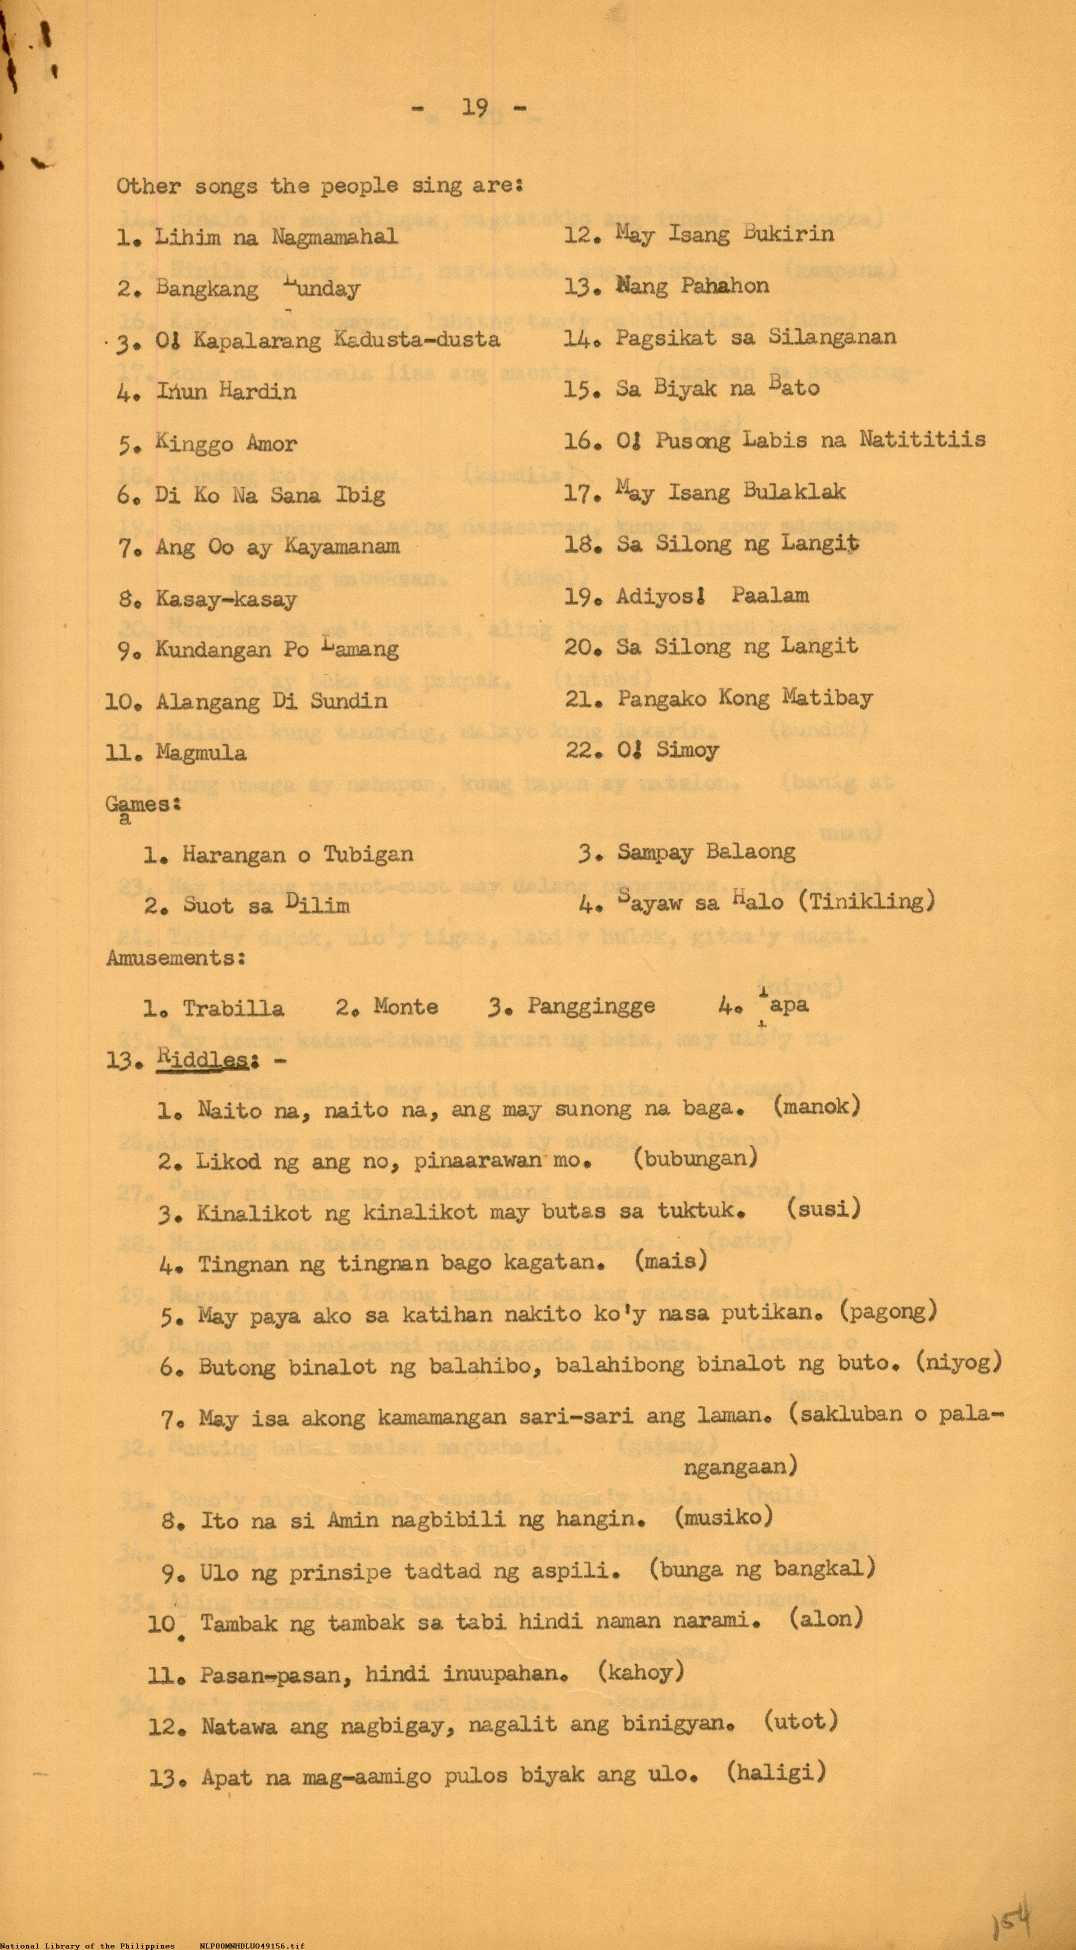 - 19 -
Other songs the people sing are:
1. Lihim na Nagmamahal
2. Bangkang Lunday
3. O! Kapalarang Kadusta-dusta
4. Inun Hardin
5. Kinggo Amor
6. Di Ko Na Sana Ibig
7. Ang Oo ay Kayamanam
8. Kasay-kasay
9. Kundangan Po Lamang
10. Alangang Di Sundin
11. Magmula
12. May Isang Bukirin
13. Nang Pahahon
14. Pagsikat sa Silanganan
15. Sa Biyak na Bato
16. O! Pusong Labis na Natititiis
17. May Isang Bulaklak
18. Sa Silong ng Langit
19. Adiyos! Paalam
20. Sa Silong ng Langit
21. Pangako Kong Matibay
22. O! Simoy
Games:
a
1. Harangan o Tubigan
2. Suot sa Dilim
3. Sampay Balaong
4. Sayaw sa Halo (Tinikling)
Amusements:
1. Trabilla 2. Monte 3. Panggingge 4. Tapa
13. Riddles: -
1. Naito na, naito na, ang may sunong na baga. (manok)
2. Likod ng ang no, pinaarawan mo. (bubungan)
3. Kinalikot ng kinalikot may butas sa tuktuk. (susi)
4. Tingnan ng tingnan bago kagatan. (mais)
5. May paya ako sa katihan nakito ko'y nasa putikan. (pagong)
6. Butong binalot ng balahibo, balahibong binalot ng buto. (niyog)
7. May isa akong kamamangan sari-sari ang laman. (sakluban o pala-
ngangaan)
8. Ito na si Amin nagbibili ng hangin. (musiko)
9. Ulo ng prinsipe tadtad ng aspili. (bunga ng bangkal)
10. Tambak ng tambak sa tabi hindi naman narami. (alon)
11. Pasan-pasan, hindi inuupahan. (kahoy)
12. Natawa ang nagbigay, nagalit ang binigyan. (utot)
13. Apat na mag-aamigo pulos biyak ang ulo. (haligi)
154
National Library of the Philippines NLPOOMNHDLU049156.tif